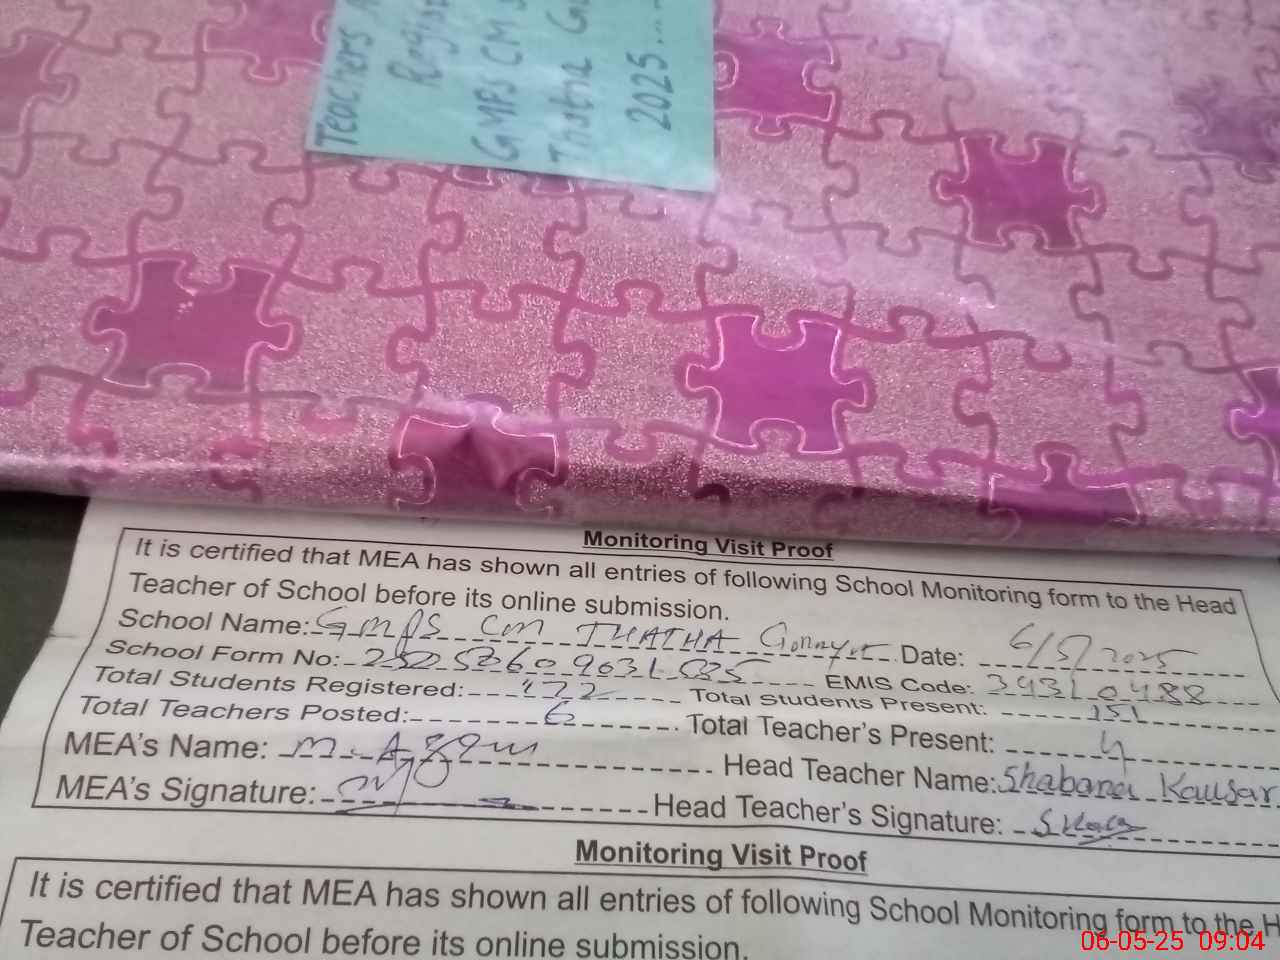 Teachers
Regis
GMPS CM
Thatha G
2025....
Monitoring Visit Proof
It is certified that MEA has shown all entries of following School Monitoring form to the Head
Teacher of School before its online submission.
School Name: GMPS CM THATHA Date: 6/5/2025
School Form No: EMIS Code: 34310488
Total Students Registered: 172 Total Students Present: 151
Total Teachers Posted: 6 Total Teacher's Present: 4
MEA's Name: M. Azam Head Teacher Name: Shabana Kausar
MEA's Signature: Head Teacher's Signature:
Monitoring Visit Proof
It is certified that MEA has shown all entries of following School Monitoring form to the H
Teacher of School before its online submission.
06-05-25 09:04